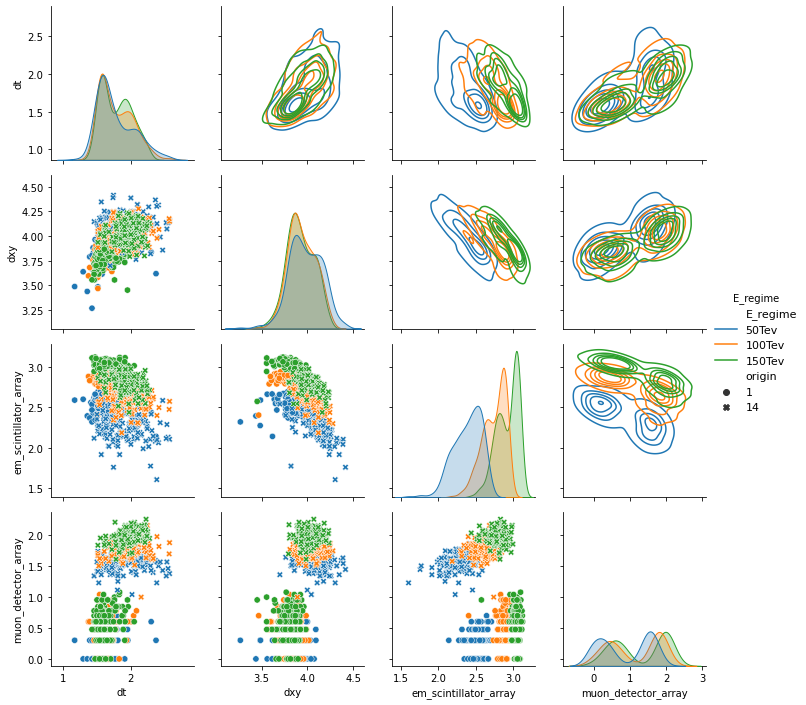 2.5
2.0
1.5
1.0
dt
4.50
4.25
4.00
3.75
3.50
3.25
dxy
E_regime
E_regime
50Tev
100Tev
150Tev
origin
1
14
3.0
2.5
2.0
1.5
em_scintillator_array
2.0
1.5
1.0
0.5
0.0
muon_detector_array
1 2
3.5 4.0 4.5
1.5 2.0 2.5 3.0
0 1 2 3
dt dxy em_scintillator_array muon_detector_array